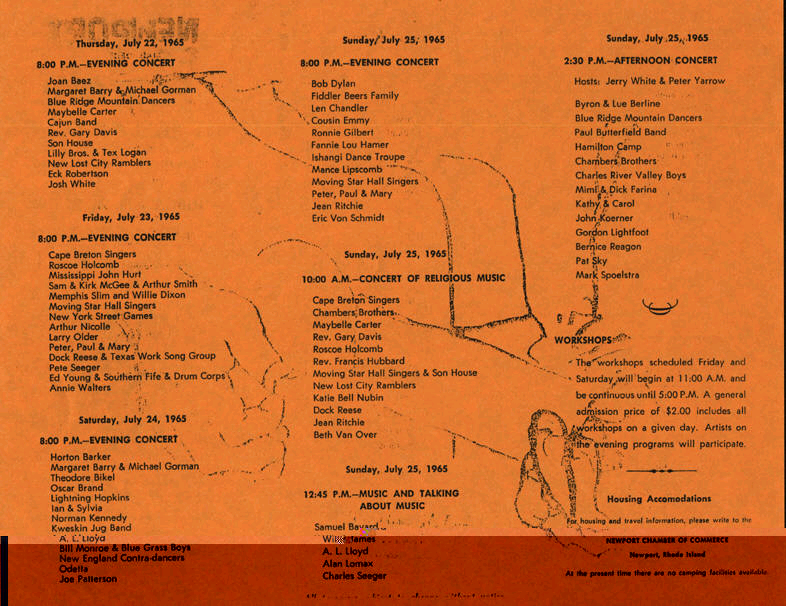 Thursday, July 22, 1965
8:00 P.M.—EVENING CONCERT
Joan Baez
Margaret Barry & Michael Gorman
Blue Ridge Mountain Dancers
Maybelle Carter
Cajun Band
Rev. Gary Davis
Son House
Lilly Bros. & Tex Logan
New Lost City Ramblers
Eck Robertson
Josh White
Friday, July 23, 1965
8:00 P.M.—EVENING CONCERT
Cape Breton Singers
Roscoe Holcomb
Mississippi John Hurt
Sam & Kirk McGee & Arthur Smith
Memphis Slim and Willie Dixon
Moving Star Hall Singers
New York Street Games
Arthur Nicolle
Larry Older
Peter, Paul & Mary
Dock Reese & Texas Work Song Group
Pete Seeger
Ed Young & Southern Fife & Drum Corps
Annie Walters
Saturday, July 24, 1965
8:00 P.M.—EVENING CONCERT
Horton Barker
Margaret Barry & Michael Gorman
Theodore Bikel
Oscar Brand
Lightning Hopkins
Ian & Sylvia
Norman Kennedy
Kweskin Jug Band
A. L. Lloyd
Bill Monroe & Blue Grass Boys
New England Contra-dancers
Odetta
Joe Patterson
Sunday, July 25, 1965
8:00 P.M.—EVENING CONCERT
Bob Dylan
Fiddler Beers Family
Len Chandler
Cousin Emmy
Ronnie Gilbert
Fannie Lou Hamer
Ishangi Dance Troupe
Mance Lipscomb
Moving Star Hall Singers
Peter, Paul & Mary
Jean Ritchie
Eric Von Schmidt
Sunday, July 25, 1965
10:00 A.M.—CONCERT OF RELIGIOUS MUSIC
Cape Breton Singers
Chambers Brothers
Maybelle Carter
Rev. Gary Davis
Roscoe Holcomb
Rev. Francis Hubbard
Moving Star Hall Singers & Son House
New Lost City Ramblers
Katie Bell Nubin
Dock Reese
Jean Ritchie
Beth Van Over
Sunday, July 25, 1965
12:45 P.M.—MUSIC AND TALKING
ABOUT MUSIC
Samuel Bayard
James
A. L. Lloyd
Alan Lomax
Charles Seeger
Sunday, July 25, 1965
2:30 P.M.—AFTERNOON CONCERT
Hosts: Jerry White & Peter Yarrow
Byron & Lue Berline
Blue Ridge Mountain Dancers
Paul Butterfield Band
Hamilton Camp
Chambers Brothers
Charles River Valley Boys
Mimi & Dick Farina
Kathy & Carol
John Koerner
Gordon Lightfoot
Bernice Reagon
Pat Sky
Mark Spoelstra
WORKSHOPS
The workshops scheduled Friday and
Saturday will begin at 11:00 A.M. and
be continuous until 5:00 P.M. A general
admission price of $2.00 includes all
workshops on a given day. Artists on
the evening programs will participate.
Housing Accomodations
For housing and travel information, please write to the
NEWPORT CHAMBER OF COMMERCE
Newport, Rhode Island
At the present time there are no camping facilities available.